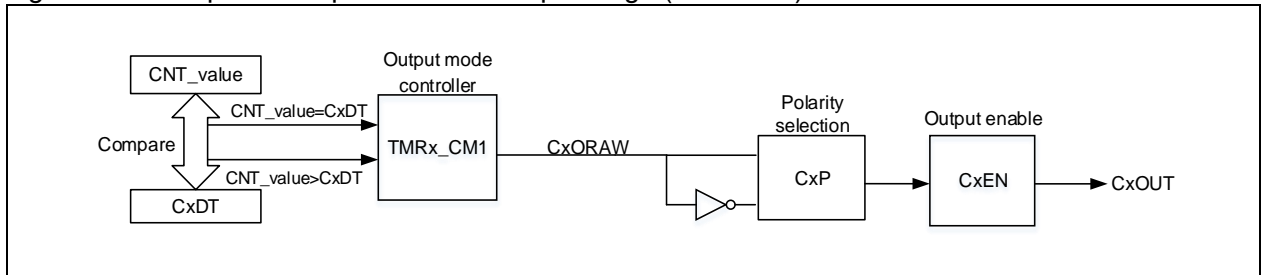 Output mode
controller
CNT_value
CNT_value=CxDT
Compare
TMRx_CM1
CNT_value>CxDT
CxDT
CxORAW
Polarity
selection
CxP
Output enable
CxEN
CxOUT